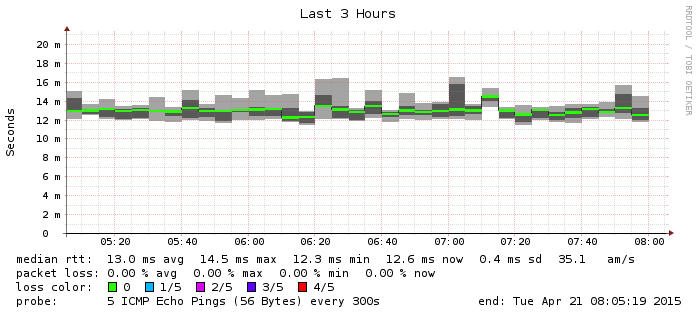 Last 3 Hours
RRDTOOL / TOBI OETIKER
Seconds
20 m
18 m
16 m
14 m
12 m
10 m
8 m
6 m
4 m
2 m
0
05:20 05:40 06:00 06:20 06:40 07:00 07:20 07:40 08:00
median rtt: 13.0 ms avg 14.5 ms max 12.3 ms min 12.6 ms now 0.4 ms sd 35.1 am/s
packet loss: 0.00 % avg 0.00 % max 0.00 % min 0.00 % now
loss color: 0 1/5 2/5 3/5 4/5
probe: 5 ICMP Echo Pings (56 Bytes) every 300s end: Tue Apr 21 08:05:19 2015